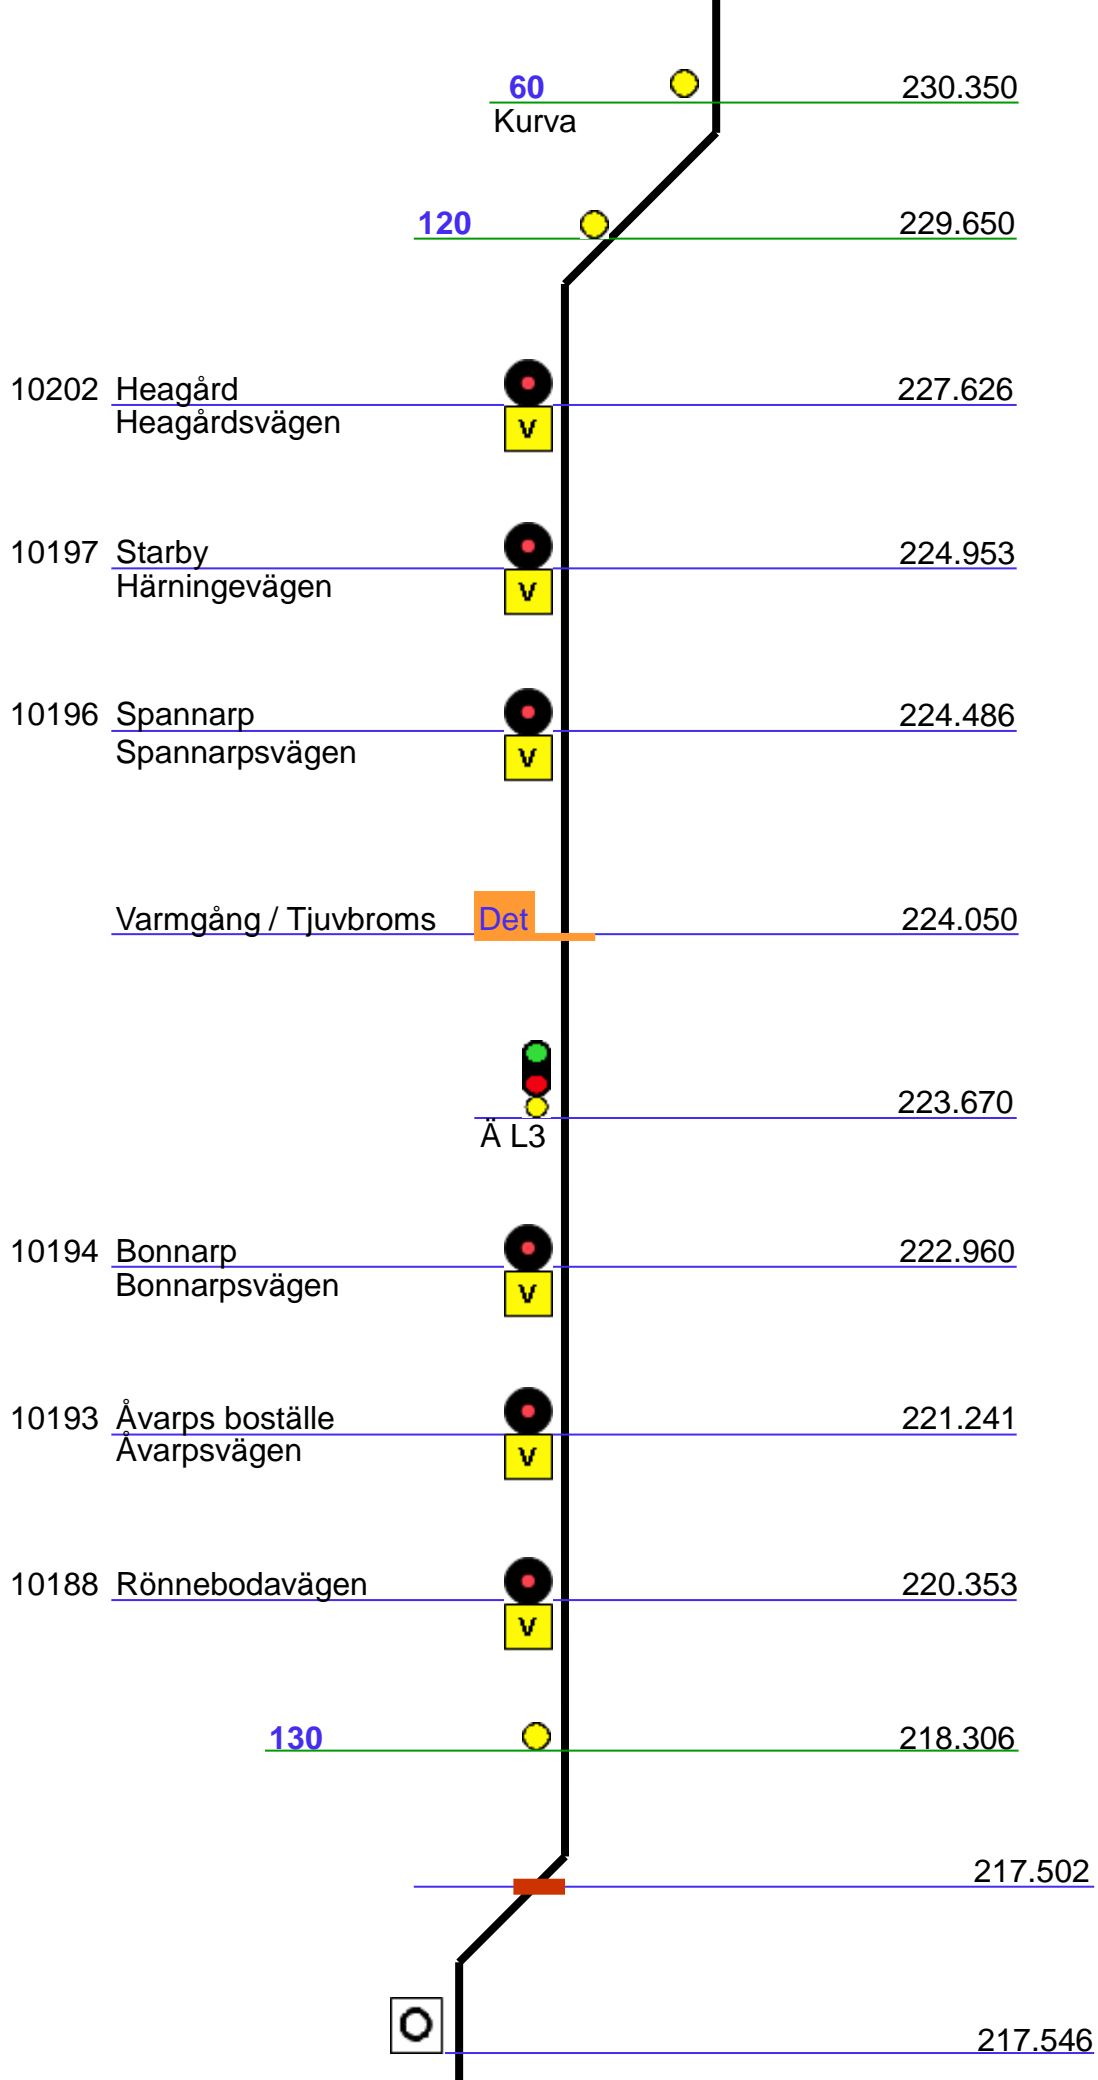 60 230.350
Kurva
120 229.650
10202 Heagård 227.626
Heagårdsvägen
V
10197 Starby 224.953
Härningevägen
V
10196 Spannarp 224.486
Spannarpsvägen
V
Varmgång / Tjuvbroms Det 224.050
223.670
Ä L3
10194 Bonnarp 222.960
Bonnarpsvägen
V
10193 Åvarps boställe 221.241
Åvarpsvägen
V
10188 Rönnebodavägen 220.353
V
130 218.306
217.502
O 217.546